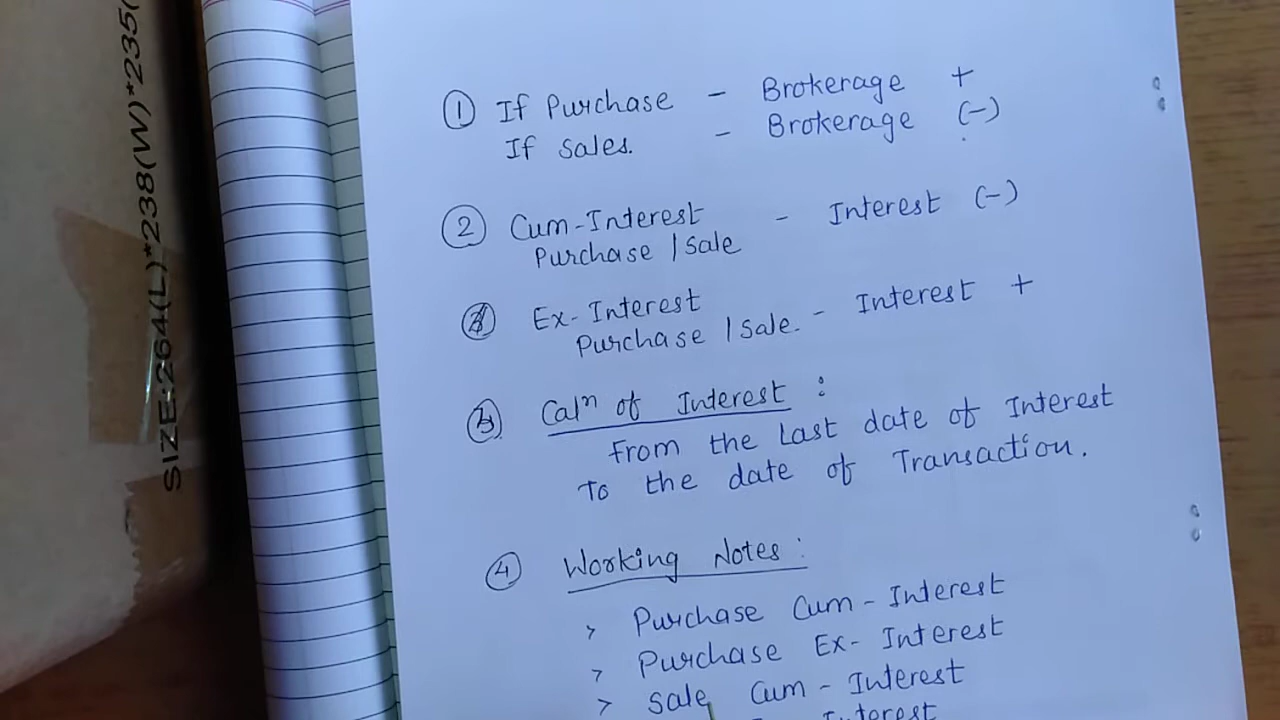 SIZE:264(L)*238(W)*235(
① If Purchase - Brokerage +
If Sales. - Brokerage (-)
② Cum-Interest - Interest (-)
Purchase / Sale
Ex-Interest
Purchase / Sale. - Interest +
③ Calⁿ of Interest :
From the Last date of Interest
To the date of Transaction.
④ Working Notes :
> Purchase Cum - Interest
> Purchase Ex- Interest
> Sale Cum - Interest
Interest